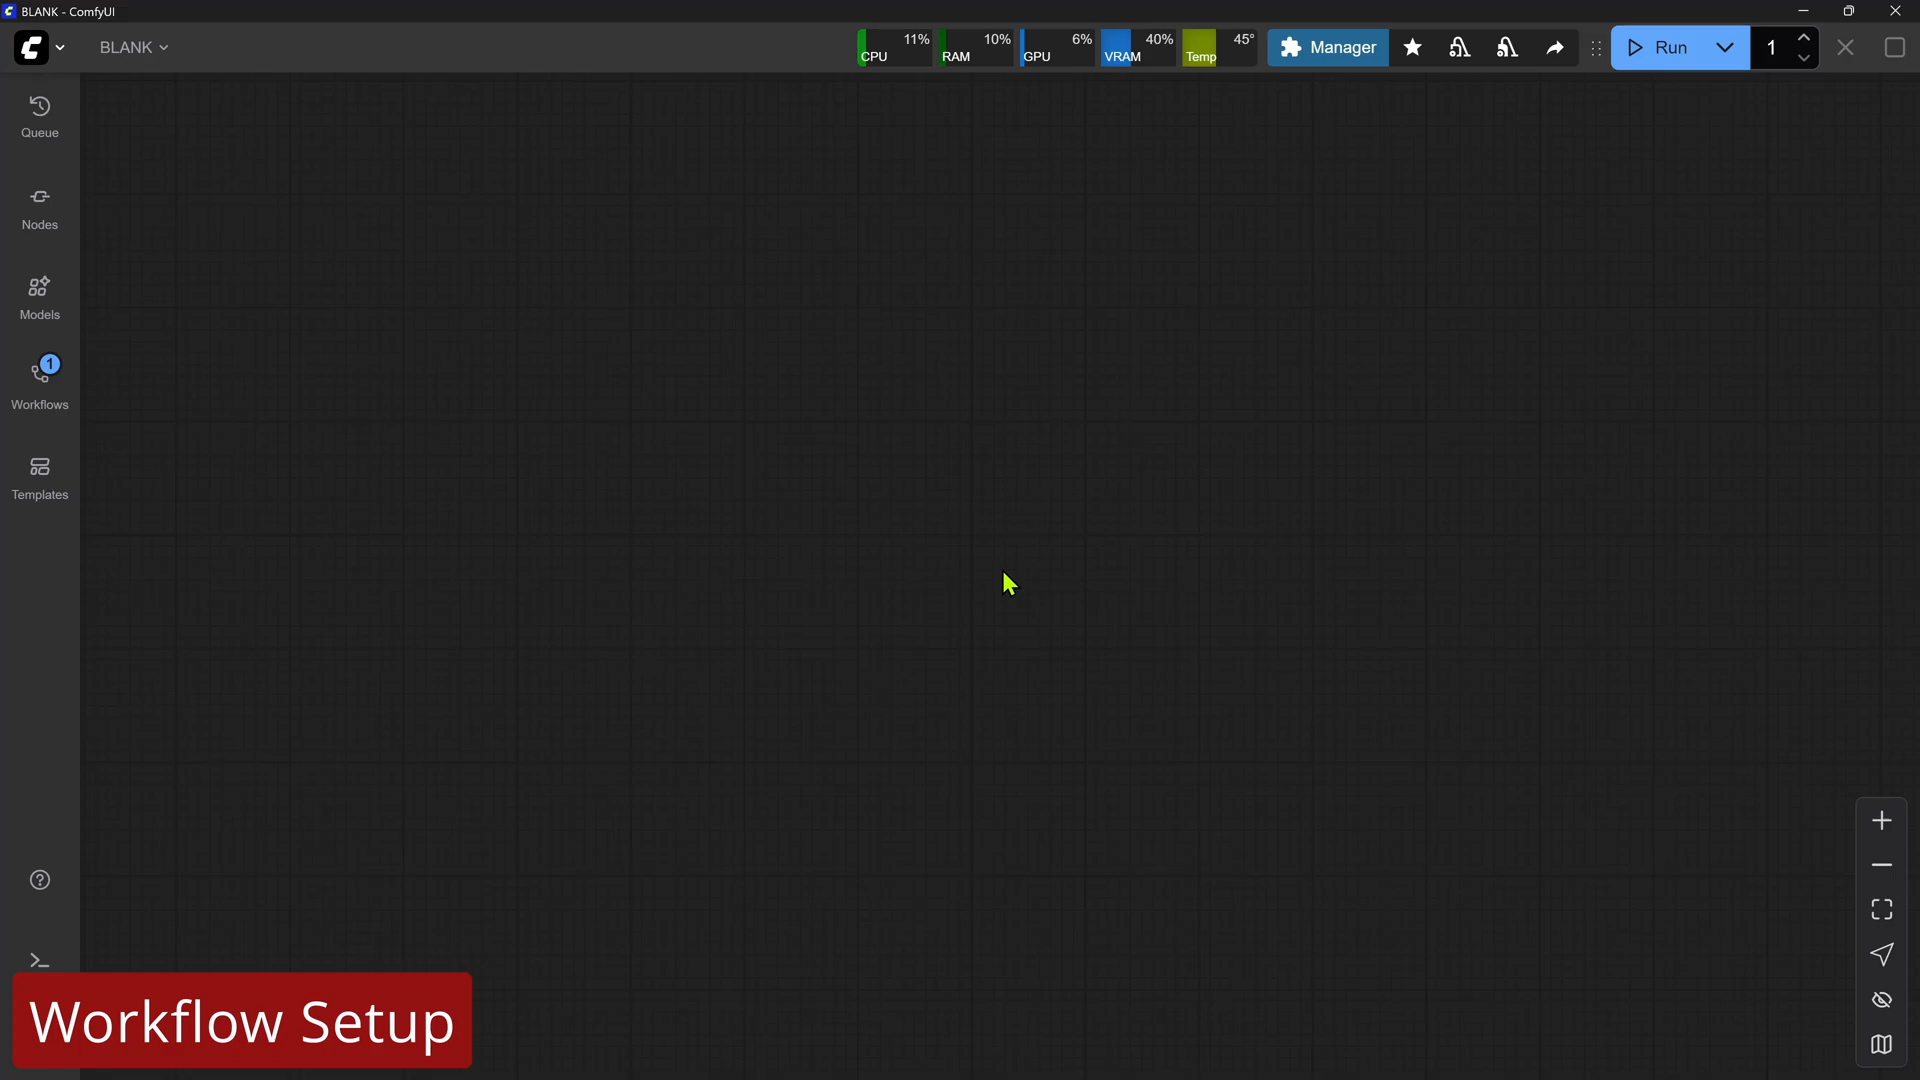 BLANK - ComfyUI
BLANK
11%
CPU
10%
RAM
6%
GPU
40%
VRAM
45°
Temp
Manager
Run
1
Queue
Nodes
Models
1
Workflows
Templates
Workflow Setup